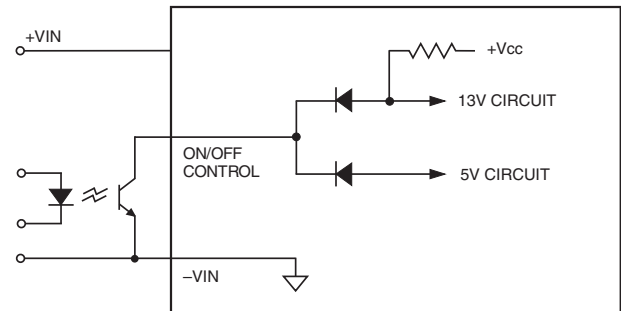 +VIN
+Vcc
13V CIRCUIT
ON/OFF
CONTROL
5V CIRCUIT
–VIN